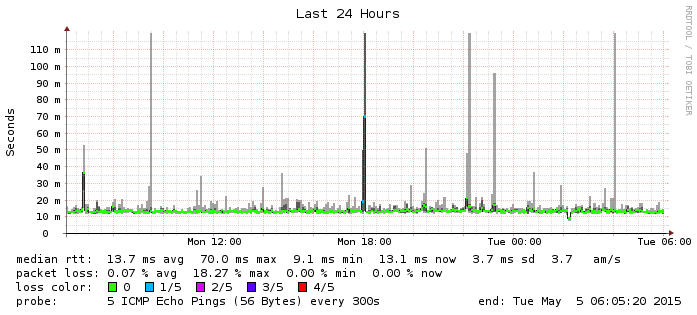 Last 24 Hours
RRDTOOL / TOBI OETIKER
Seconds
110 m
100 m
90 m
80 m
70 m
60 m
50 m
40 m
30 m
20 m
10 m
0
Mon 12:00 Mon 18:00 Tue 00:00 Tue 06:00
median rtt: 13.7 ms avg 70.0 ms max 9.1 ms min 13.1 ms now 3.7 ms sd 3.7 am/s
packet loss: 0.07 % avg 18.27 % max 0.00 % min 0.00 % now
loss color: 0 1/5 2/5 3/5 4/5
probe: 5 ICMP Echo Pings (56 Bytes) every 300s end: Tue May 5 06:05:20 2015